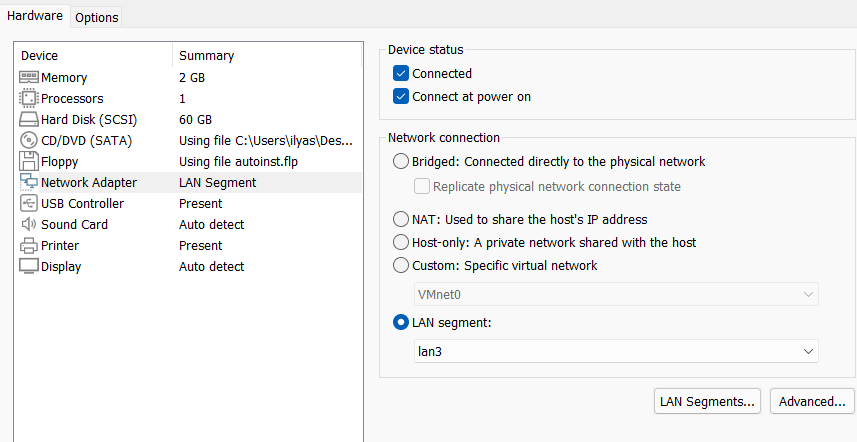 Hardware Options
Device Summary
Memory 2 GB
Processors 1
Hard Disk (SCSI) 60 GB
CD/DVD (SATA) Using file C:\Users\ilyas\Des...
Floppy Using file autoinst.flp
Network Adapter LAN Segment
USB Controller Present
Sound Card Auto detect
Printer Present
Display Auto detect
Device status
Connected
Connect at power on
Network connection
Bridged: Connected directly to the physical network
Replicate physical network connection state
NAT: Used to share the host's IP address
Host-only: A private network shared with the host
Custom: Specific virtual network
VMnet0
LAN segment:
lan3
LAN Segments... Advanced...